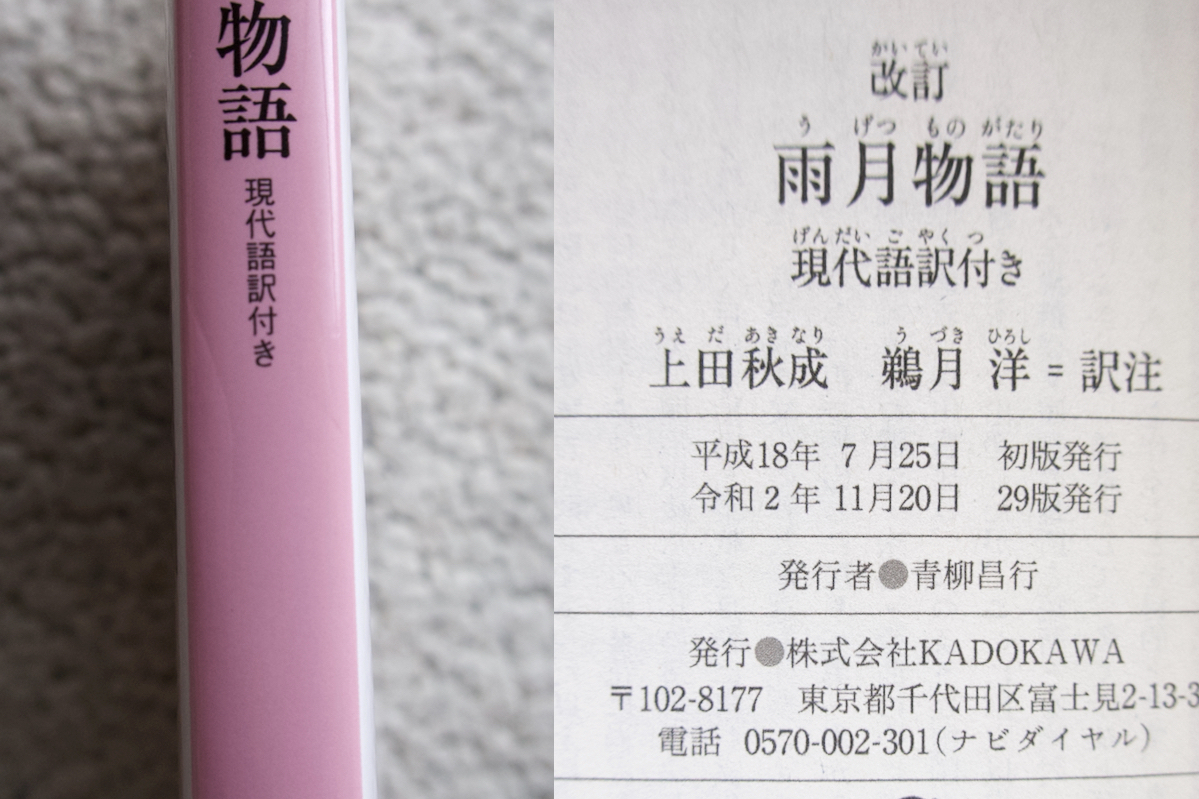 物語
現代語訳付き
かいてい
改訂
う げつ もの がたり
雨月物語
げんだい ご やく つ
現代語訳付き
うえ だ あき なり う づき ひろし
上田秋成 鵜月 洋=訳注
平成18年 7月25日 初版発行
令和2年 11月20日 29版発行
発行者●青柳昌行
発行●株式会社KADOKAWA
〒102-8177 東京都千代田区富士見2-13-3
電話 0570-002-301(ナビダイヤル)